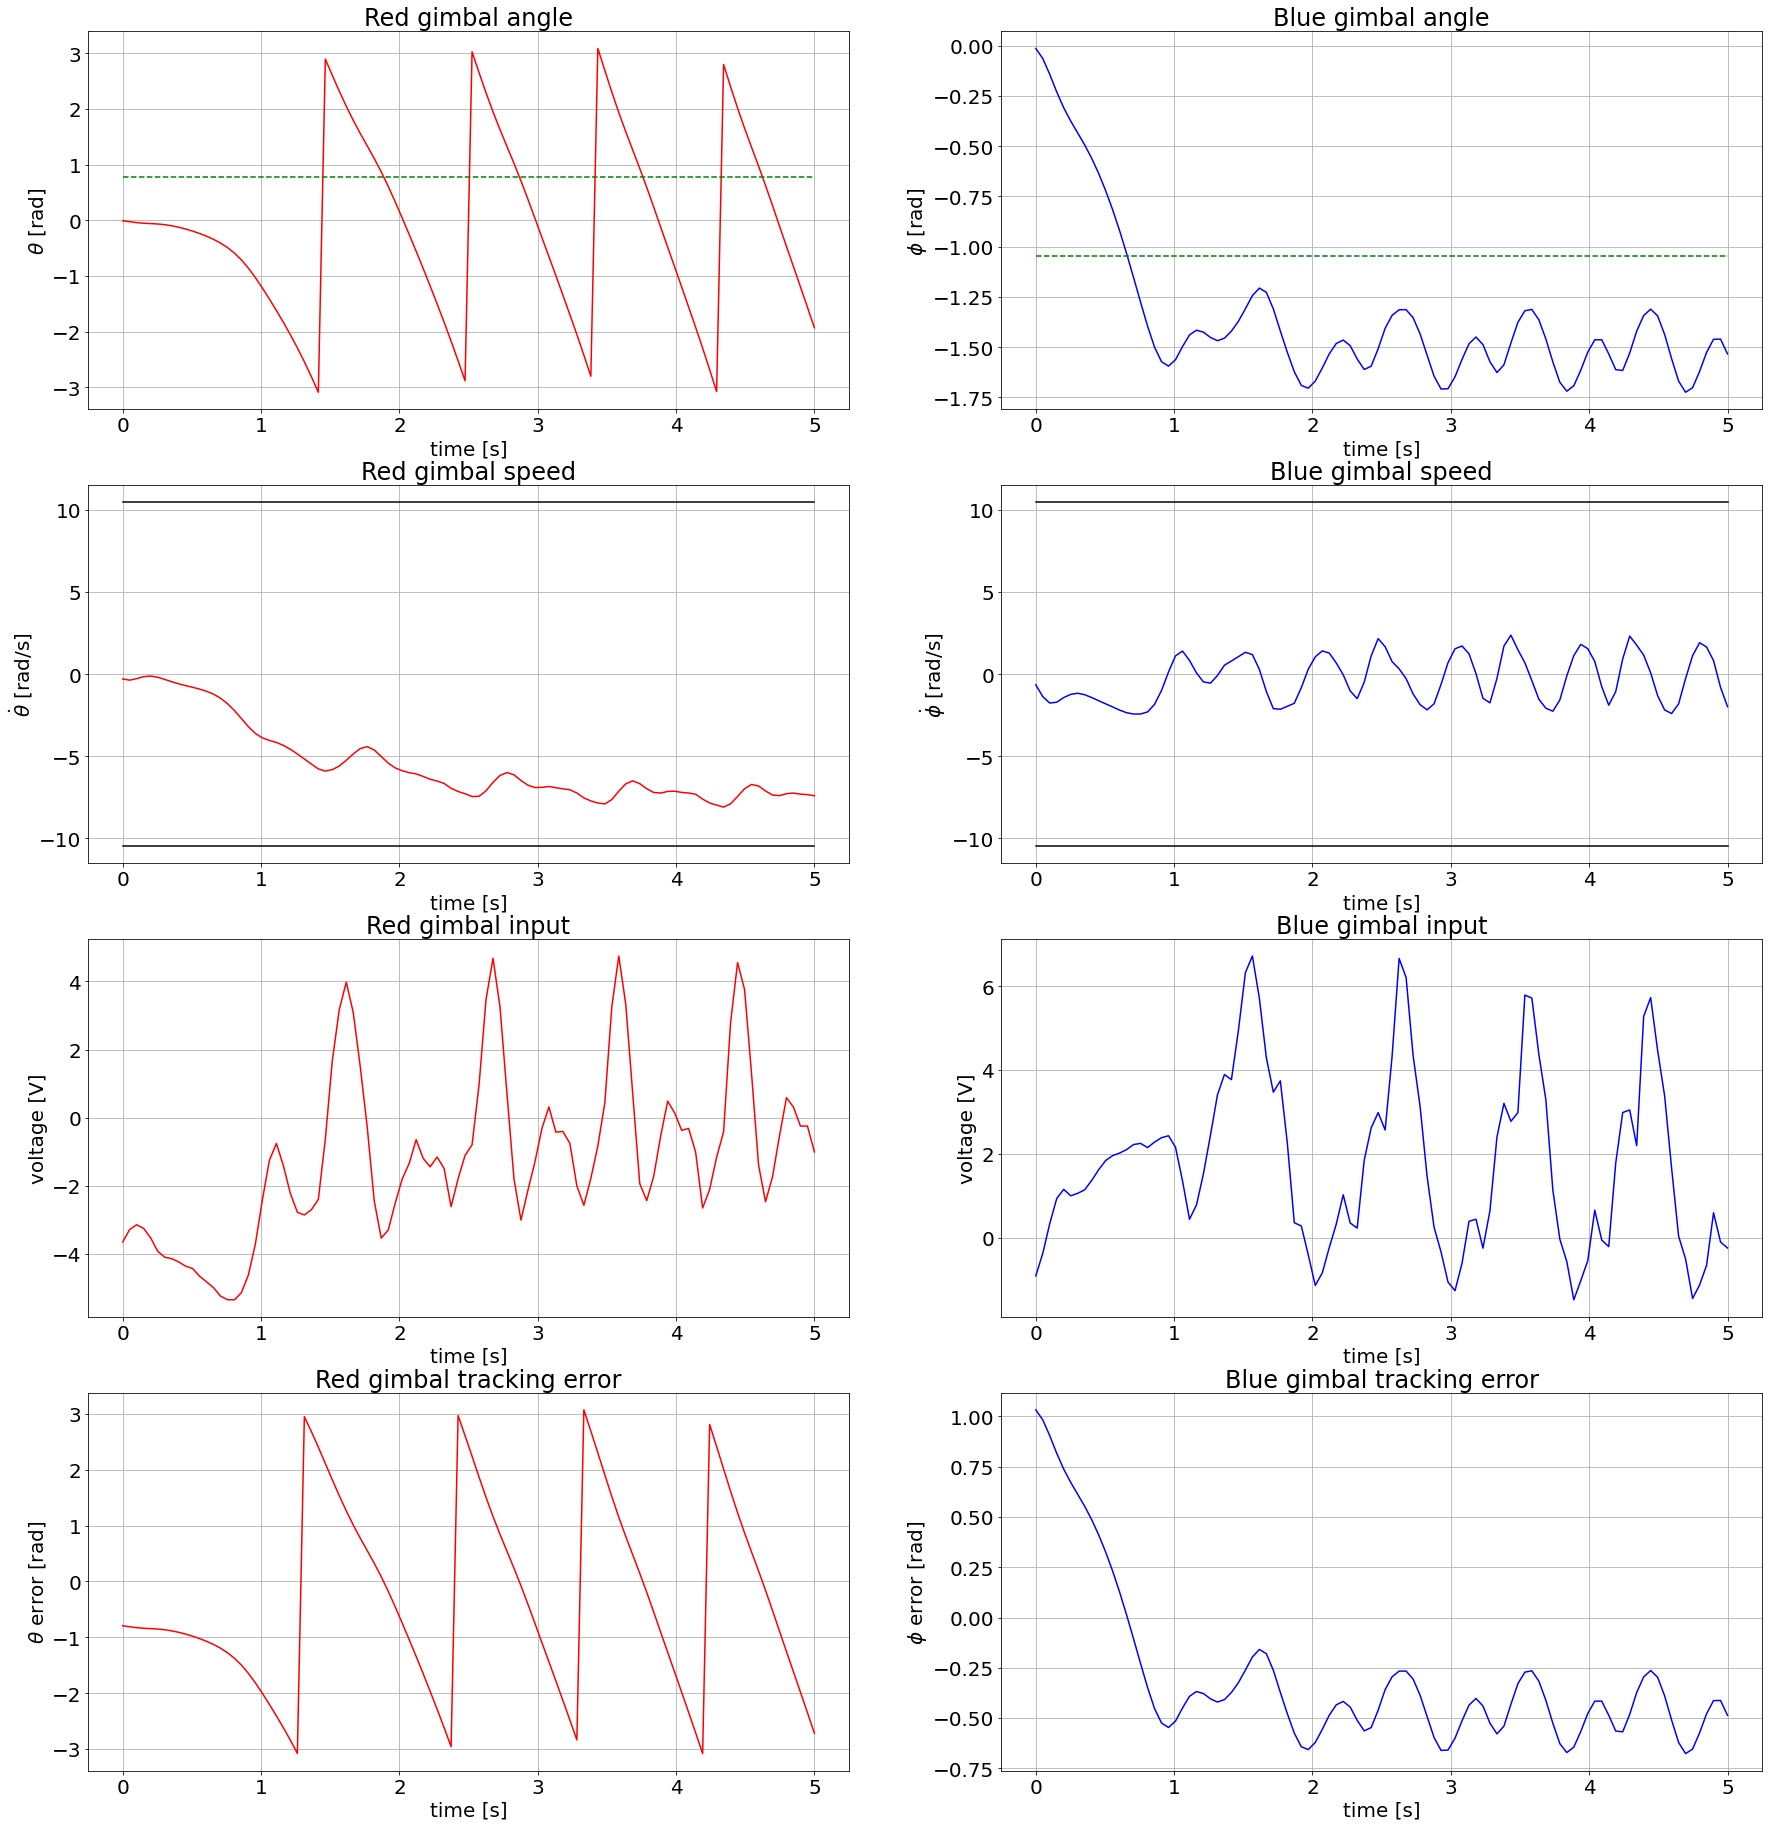 Red gimbal angle
Blue gimbal angle
3
2
1
0
−1
−2
−3
θ [rad]
0 1 2 3 4 5
time [s]
0.00
−0.25
−0.50
−0.75
−1.00
−1.25
−1.50
−1.75
ϕ [rad]
0 1 2 3 4 5
time [s]
Red gimbal speed
Blue gimbal speed
10
5
0
−5
−10
θ̇ [rad/s]
0 1 2 3 4 5
time [s]
10
5
0
−5
−10
ϕ̇ [rad/s]
0 1 2 3 4 5
time [s]
Red gimbal input
Blue gimbal input
4
2
0
−2
−4
voltage [V]
0 1 2 3 4 5
time [s]
6
4
2
0
voltage [V]
0 1 2 3 4 5
time [s]
Red gimbal tracking error
Blue gimbal tracking error
3
2
1
0
−1
−2
−3
θ error [rad]
0 1 2 3 4 5
time [s]
1.00
0.75
0.50
0.25
0.00
−0.25
−0.50
−0.75
ϕ error [rad]
0 1 2 3 4 5
time [s]